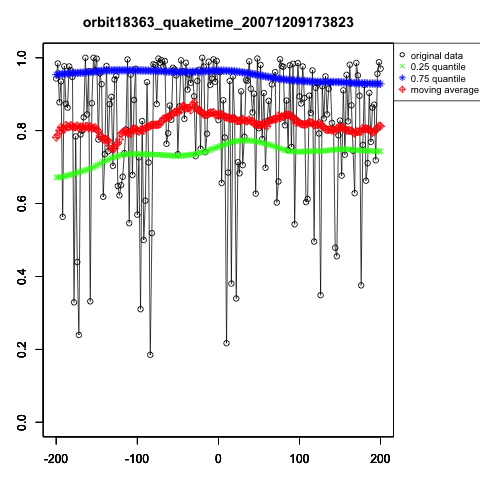 orbit18363_quaketime_20071209173823
original data
0.25 quantile
0.75 quantile
moving average
1.0
0.8
0.6
0.4
0.2
0.0
-200 -100 0 100 200